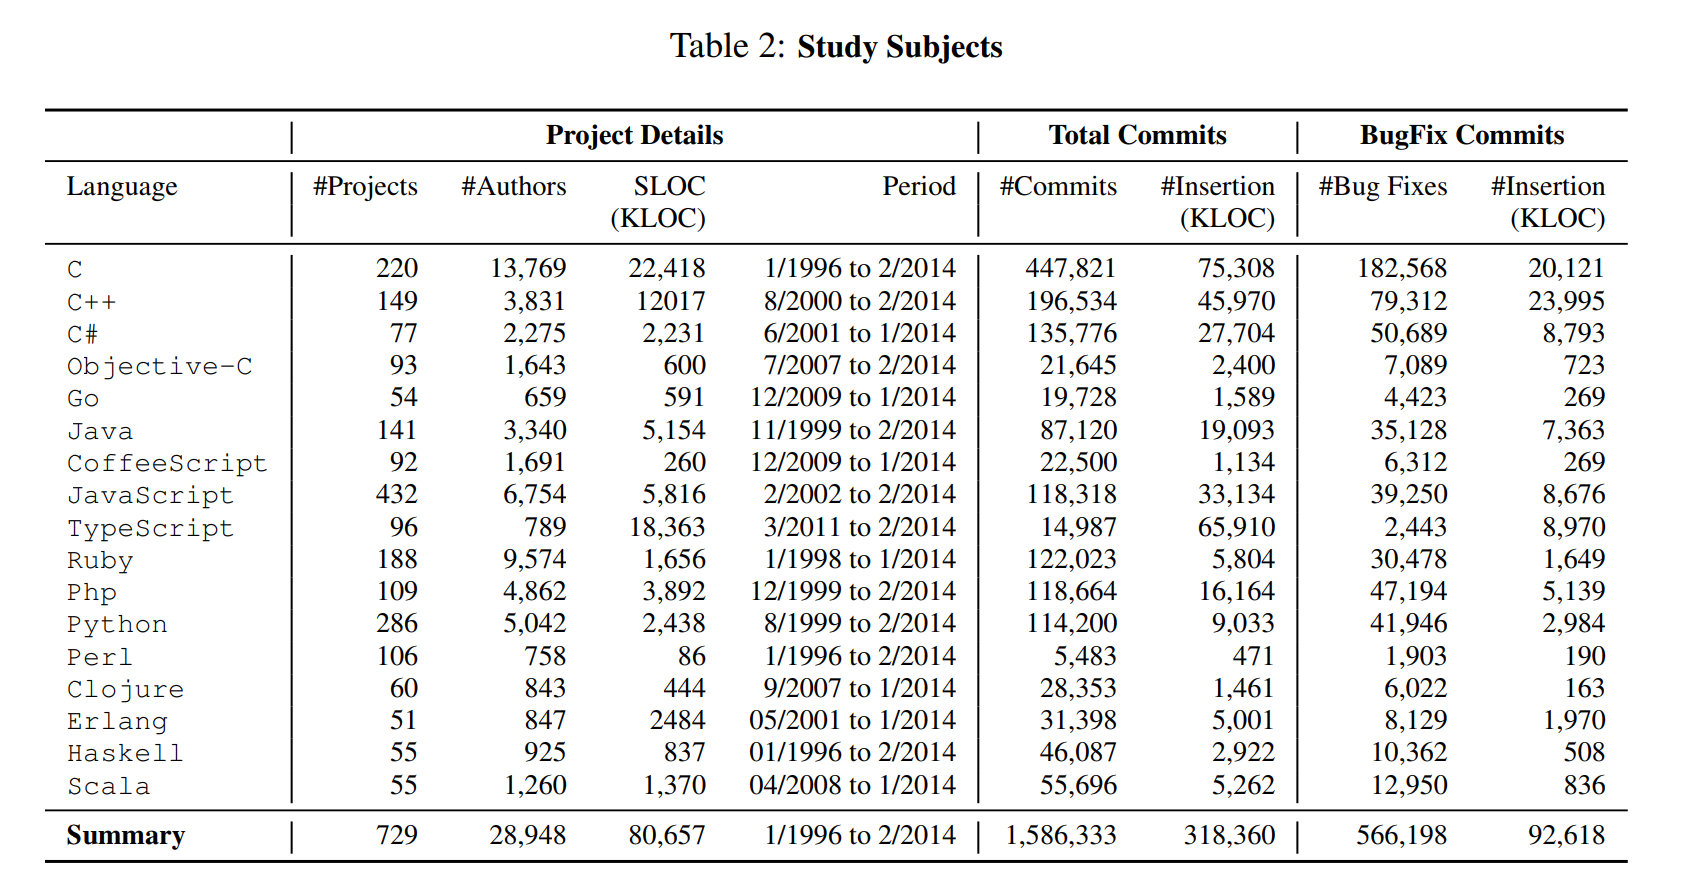 Table 2: Study Subjects
Project Details Total Commits BugFix Commits
Language #Projects #Authors SLOC Period #Commits #Insertion #Bug Fixes #Insertion
(KLOC) (KLOC) (KLOC)
C 220 13,769 22,418 1/1996 to 2/2014 447,821 75,308 182,568 20,121
C++ 149 3,831 12017 8/2000 to 2/2014 196,534 45,970 79,312 23,995
C# 77 2,275 2,231 6/2001 to 1/2014 135,776 27,704 50,689 8,793
Objective-C 93 1,643 600 7/2007 to 2/2014 21,645 2,400 7,089 723
Go 54 659 591 12/2009 to 1/2014 19,728 1,589 4,423 269
Java 141 3,340 5,154 11/1999 to 2/2014 87,120 19,093 35,128 7,363
CoffeeScript 92 1,691 260 12/2009 to 1/2014 22,500 1,134 6,312 269
JavaScript 432 6,754 5,816 2/2002 to 2/2014 118,318 33,134 39,250 8,676
TypeScript 96 789 18,363 3/2011 to 2/2014 14,987 65,910 2,443 8,970
Ruby 188 9,574 1,656 1/1998 to 1/2014 122,023 5,804 30,478 1,649
Php 109 4,862 3,892 12/1999 to 2/2014 118,664 16,164 47,194 5,139
Python 286 5,042 2,438 8/1999 to 2/2014 114,200 9,033 41,946 2,984
Perl 106 758 86 1/1996 to 2/2014 5,483 471 1,903 190
Clojure 60 843 444 9/2007 to 1/2014 28,353 1,461 6,022 163
Erlang 51 847 2484 05/2001 to 1/2014 31,398 5,001 8,129 1,970
Haskell 55 925 837 01/1996 to 2/2014 46,087 2,922 10,362 508
Scala 55 1,260 1,370 04/2008 to 1/2014 55,696 5,262 12,950 836
Summary 729 28,948 80,657 1/1996 to 2/2014 1,586,333 318,360 566,198 92,618